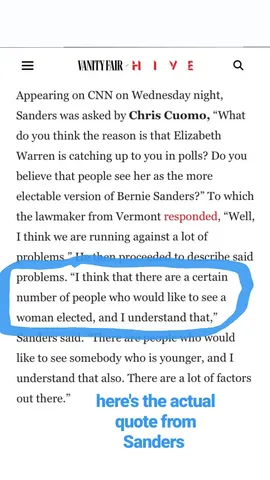 VANITY FAIR HIVE
Appearing on CNN on Wednesday night,
Sanders was asked by Chris Cuomo, “What
do you think the reason is that Elizabeth
Warren is catching up to you in polls? Do you
believe that people see her as the more
electable version of Bernie Sanders?” To which
the lawmaker from Vermont responded, “Well,
I think we are running against a lot of
problems.” He then proceeded to describe said
problems. “I think that there are a certain
number of people who would like to see a
woman elected, and I understand that,”
Sanders said. “There are people who would
like to see somebody who is younger, and I
understand that also. There are a lot of factors
out there.”
here's the actual
quote from
Sanders